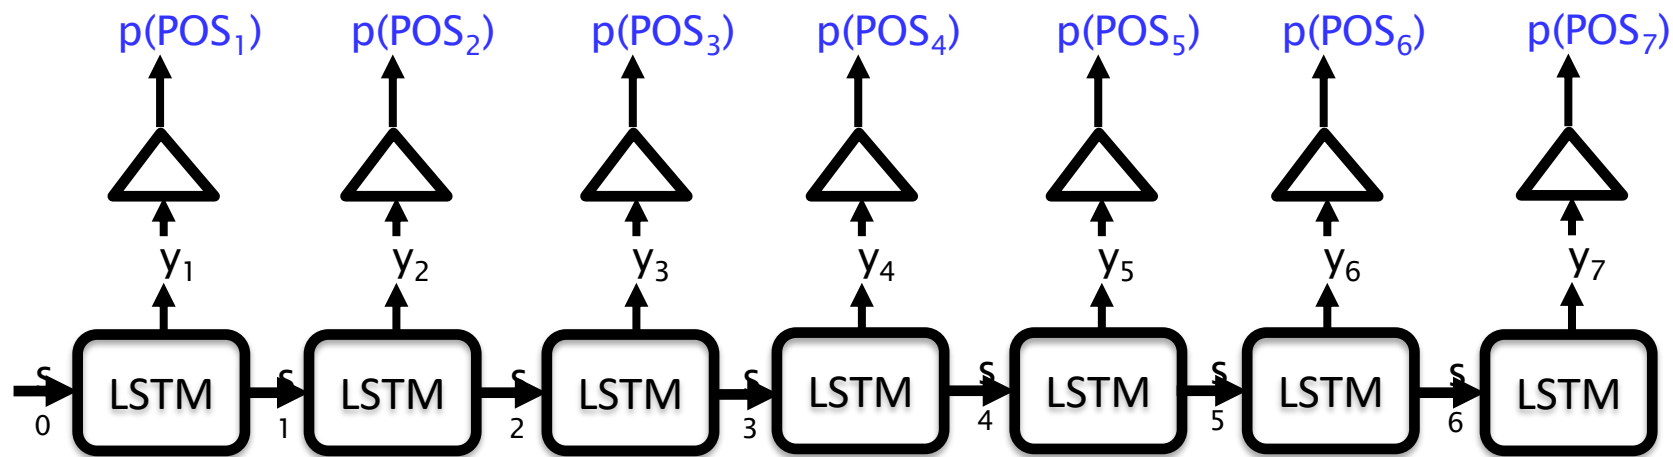 p(POS₁) p(POS₂) p(POS₃) p(POS₄) p(POS₅) p(POS₆) p(POS₇)
y₁ y₂ y₃ y₄ y₅ y₆ y₇
s₀ LSTM s₁ LSTM s₂ LSTM s₃ LSTM s₄ LSTM s₅ LSTM s₆ LSTM